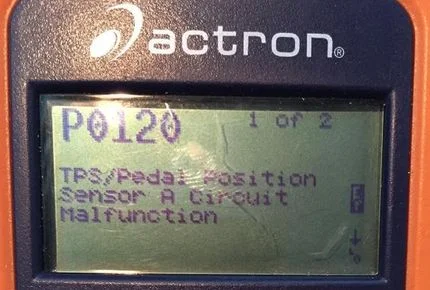 actron®
P0120 1 of 2
TPS/Pedal Position
Sensor A Circuit
Malfunction